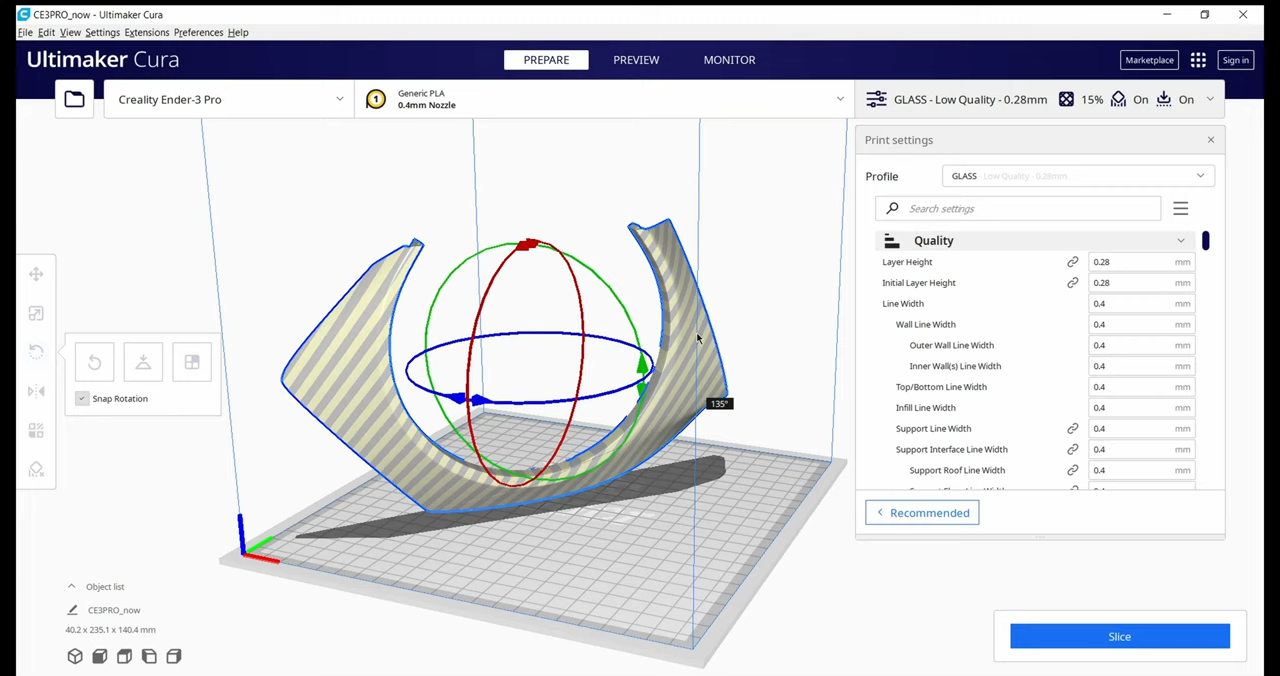 CE3PRO_now - Ultimaker Cura
File Edit View Settings Extensions Preferences Help
Ultimaker Cura
PREPARE
PREVIEW
MONITOR
Marketplace
Sign in
Creality Ender-3 Pro
1
Generic PLA
0.4mm Nozzle
GLASS - Low Quality - 0.28mm
15%
On
On
Print settings
Profile
GLASS - Low Quality - 0.28mm
Search settings
Quality
Layer Height 0.28 mm
Initial Layer Height 0.28 mm
Line Width 0.4 mm
Wall Line Width 0.4 mm
Outer Wall Line Width 0.4 mm
Inner Wall(s) Line Width 0.4 mm
Top/Bottom Line Width 0.4 mm
Infill Line Width 0.4 mm
Support Line Width 0.4 mm
Support Interface Line Width 0.4 mm
Support Roof Line Width 0.4 mm
Recommended
Snap Rotation
135°
Object list
CE3PRO_now
40.2 x 235.1 x 140.4 mm
Slice